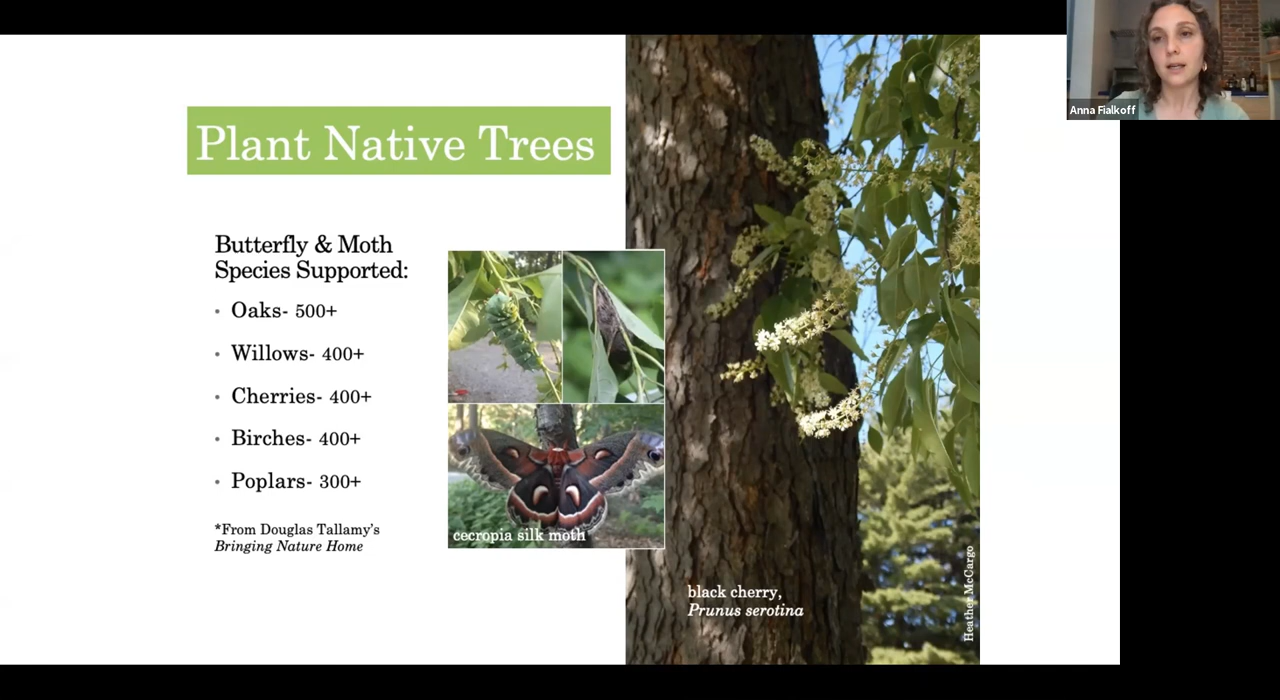 Anna Fialkoff
Plant Native Trees
Butterfly & Moth
Species Supported:
• Oaks- 500+
• Willows- 400+
• Cherries- 400+
• Birches- 400+
• Poplars- 300+
*From Douglas Tallamy's
Bringing Nature Home
cecropia silk moth
black cherry,
Prunus serotina
Heather McCargo